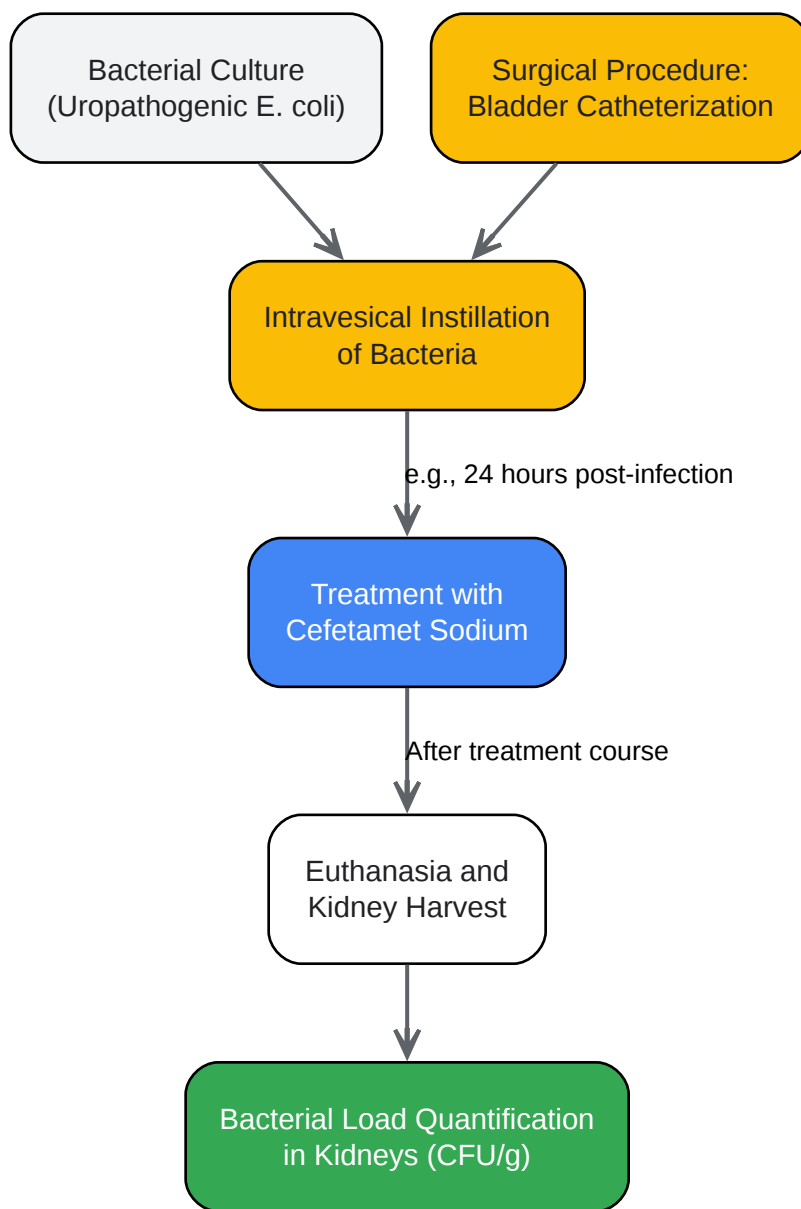 Bacterial Culture
(Uropathogenic E. coli)
Surgical Procedure:
Bladder Catheterization
Intravesical Instillation
of Bacteria
e.g., 24 hours post-infection
Treatment with
Cefetamet Sodium
After treatment course
Euthanasia and
Kidney Harvest
Bacterial Load Quantification
in Kidneys (CFU/g)